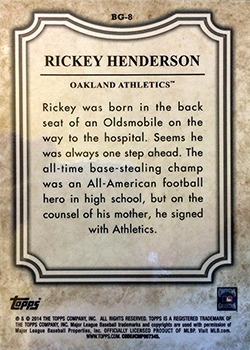 BG-8
RICKEY HENDERSON
OAKLAND ATHLETICS™
Rickey was born in the back
seat of an Oldsmobile on
the way to the hospital. Seems he
was always one step ahead. The
all-time base-stealing champ
was an All-American football
hero in high school, but on
the counsel of his mother, he signed
with Athletics.
Topps
® & © 2014 THE TOPPS COMPANY, INC. ALL RIGHTS RESERVED. TOPPS IS A REGISTERED TRADEMARK OF
THE TOPPS COMPANY, INC. Major League Baseball trademarks and copyrights are used with permission of
Major League Baseball Properties, Inc. OFFICIALLY LICENSED PRODUCT OF MLBP. Visit MLB.com.
WWW.TOPPS.COM. CODE#CMP007345.